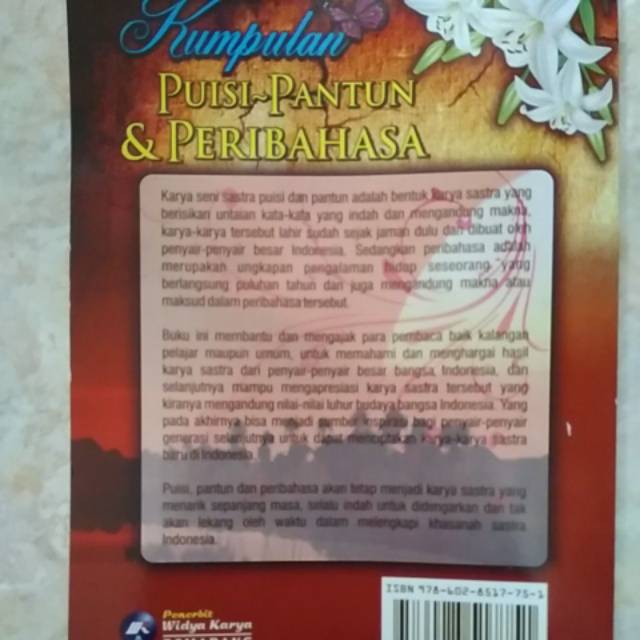 Kumpulan
PUISI~PANTUN
& PERIBAHASA
Karya seni sastra puisi dan pantun adalah bentuk karya sastra yang
berisikan untaian kata-kata yang indah dan mengandung makna,
karya-karya tersebut lahir sudah sejak jaman dulu dan dibuat oleh
penyair-penyair besar Indonesia. Sedangkan peribahasa adalah
merupakan ungkapan pengalaman hidup seseorang yang
berlangsung puluhan tahun dan juga mengandung makna atau
maksud dalam peribahasa tersebut.
Buku ini membantu dan mengajak para pembaca baik kalangan
pelajar maupun umum, untuk memahami dan menghargai hasil
karya sastra dari penyair-penyair besar bangsa Indonesia, dan
selanjutnya mampu mengapresiasi karya sastra tersebut yang
kiranya mengandung nilai-nilai luhur budaya bangsa Indonesia. Yang
pada akhirnya bisa menjadi sumber inspirasi bagi penyair-penyair
generasi selanjutnya untuk dapat menciptakan karya-karya sastra
baru di Indonesia.
Puisi, pantun dan peribahasa akan tetap menjadi karya sastra yang
menarik sepanjang masa, selalu indah untuk didengarkan dan tak
akan lekang oleh waktu dalam melengkapi khasanah sastra
Indonesia.
ISBN 978-602-8517-75-1
Penerbit
Widya Karya